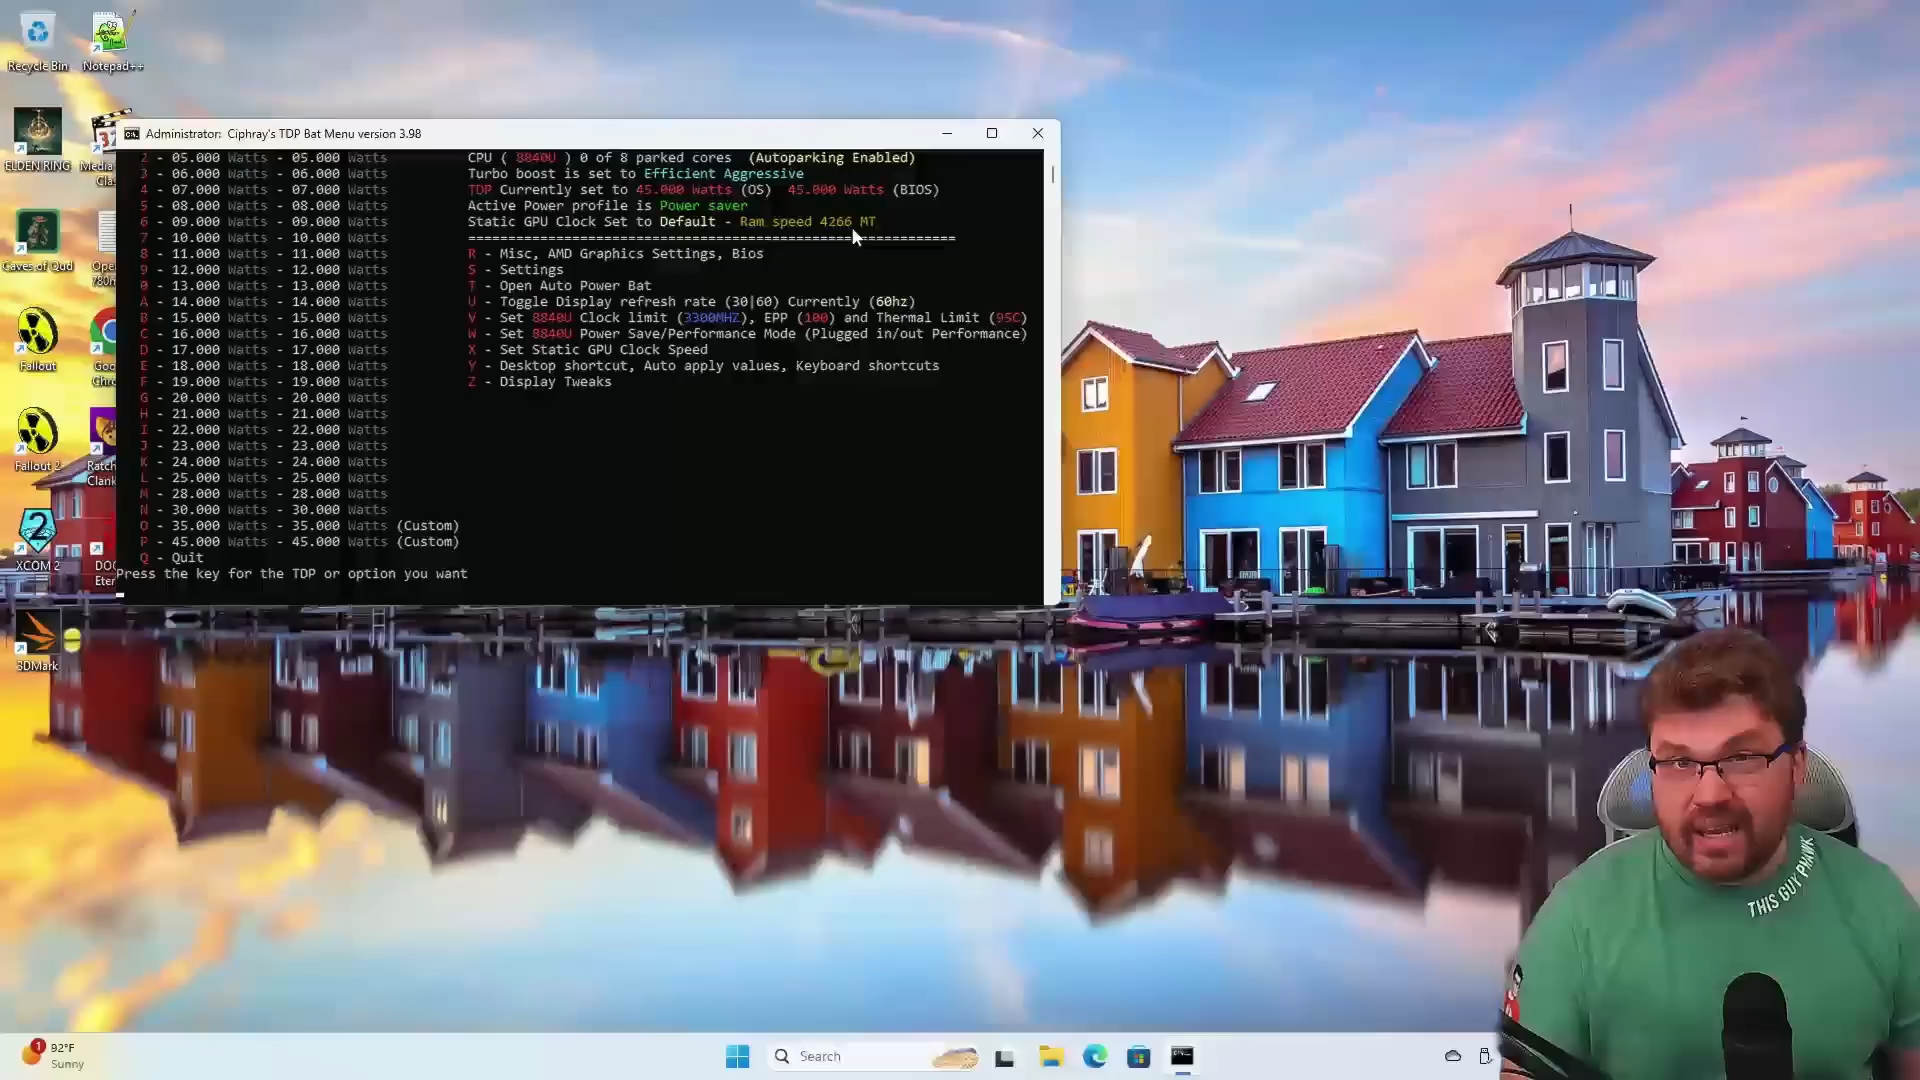 Recycle Bin
Notepad++
ELDEN RING
Media
Cla
Caves of Qud
Ope
780m
Fallout
Goo
Chr
Fallout 2
Ratch
Clank
XCOM 2
DOO
Eter
3DMark
Administrator: Ciphray's TDP Bat Menu version 3.98
2 - 05.000 Watts - 05.000 Watts
3 - 06.000 Watts - 06.000 Watts
4 - 07.000 Watts - 07.000 Watts
5 - 08.000 Watts - 08.000 Watts
6 - 09.000 Watts - 09.000 Watts
7 - 10.000 Watts - 10.000 Watts
8 - 11.000 Watts - 11.000 Watts
9 - 12.000 Watts - 12.000 Watts
0 - 13.000 Watts - 13.000 Watts
A - 14.000 Watts - 14.000 Watts
B - 15.000 Watts - 15.000 Watts
C - 16.000 Watts - 16.000 Watts
D - 17.000 Watts - 17.000 Watts
E - 18.000 Watts - 18.000 Watts
F - 19.000 Watts - 19.000 Watts
G - 20.000 Watts - 20.000 Watts
H - 21.000 Watts - 21.000 Watts
I - 22.000 Watts - 22.000 Watts
J - 23.000 Watts - 23.000 Watts
K - 24.000 Watts - 24.000 Watts
L - 25.000 Watts - 25.000 Watts
M - 28.000 Watts - 28.000 Watts
N - 30.000 Watts - 30.000 Watts
O - 35.000 Watts - 35.000 Watts (Custom)
P - 45.000 Watts - 45.000 Watts (Custom)
Q - Quit
Press the key for the TDP or option you want
CPU ( 8840U ) 0 of 8 parked cores (Autoparking Enabled)
Turbo boost is set to Efficient Aggressive
TDP Currently set to 45.000 Watts (OS) 45.000 Watts (BIOS)
Active Power profile is Power saver
Static GPU Clock Set to Default - Ram speed 4266 MT
=============================================================
R - Misc, AMD Graphics Settings, Bios
S - Settings
T - Open Auto Power Bat
U - Toggle Display refresh rate (30|60) Currently (60hz)
V - Set 8840U Clock limit (3300MHZ), EPP (100) and Thermal Limit (95C)
W - Set 8840U Power Save/Performance Mode (Plugged in/out Performance)
X - Set Static GPU Clock Speed
Y - Desktop shortcut, Auto apply values, Keyboard shortcuts
Z - Display Tweaks
THIS GUY PHAWK
1
92°F
Sunny
Search